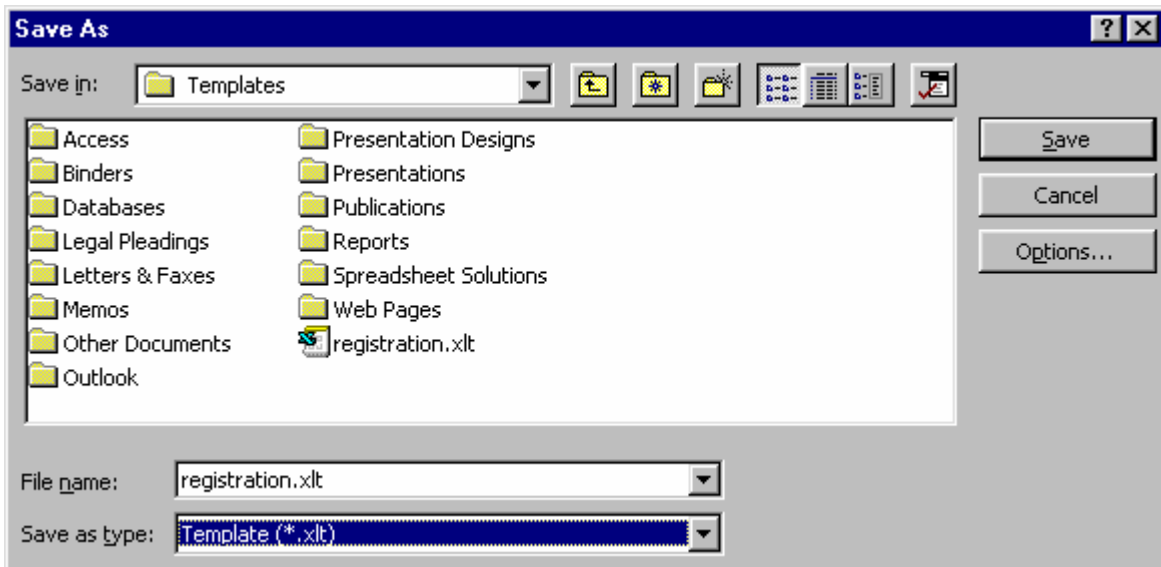 Save As
Save in: Templates
Access
Binders
Databases
Legal Pleadings
Letters & Faxes
Memos
Other Documents
Outlook
Presentation Designs
Presentations
Publications
Reports
Spreadsheet Solutions
Web Pages
registration.xlt
Save
Cancel
Options...
File name: registration.xlt
Save as type: Template (*.xlt)